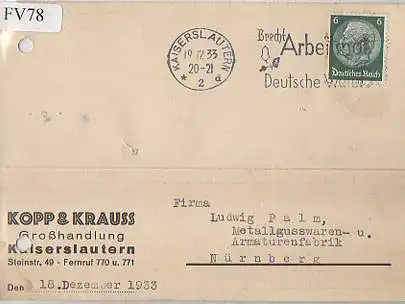 FV78
KAISERSLAUTERN
19.12.33
20-21
* 2 d
Brecht
Arbeit
Deutsche
6 6
Deutsches Reich
Firma
Ludwig Palm,
Metallgusswaren- u.
Armaturenfabrik
Nürnberg
KOPP & KRAUSS
Großhandlung
Kaiserslautern
Steinstr. 49 - Fernruf 770 u. 771
Den 18.Dezember 1933